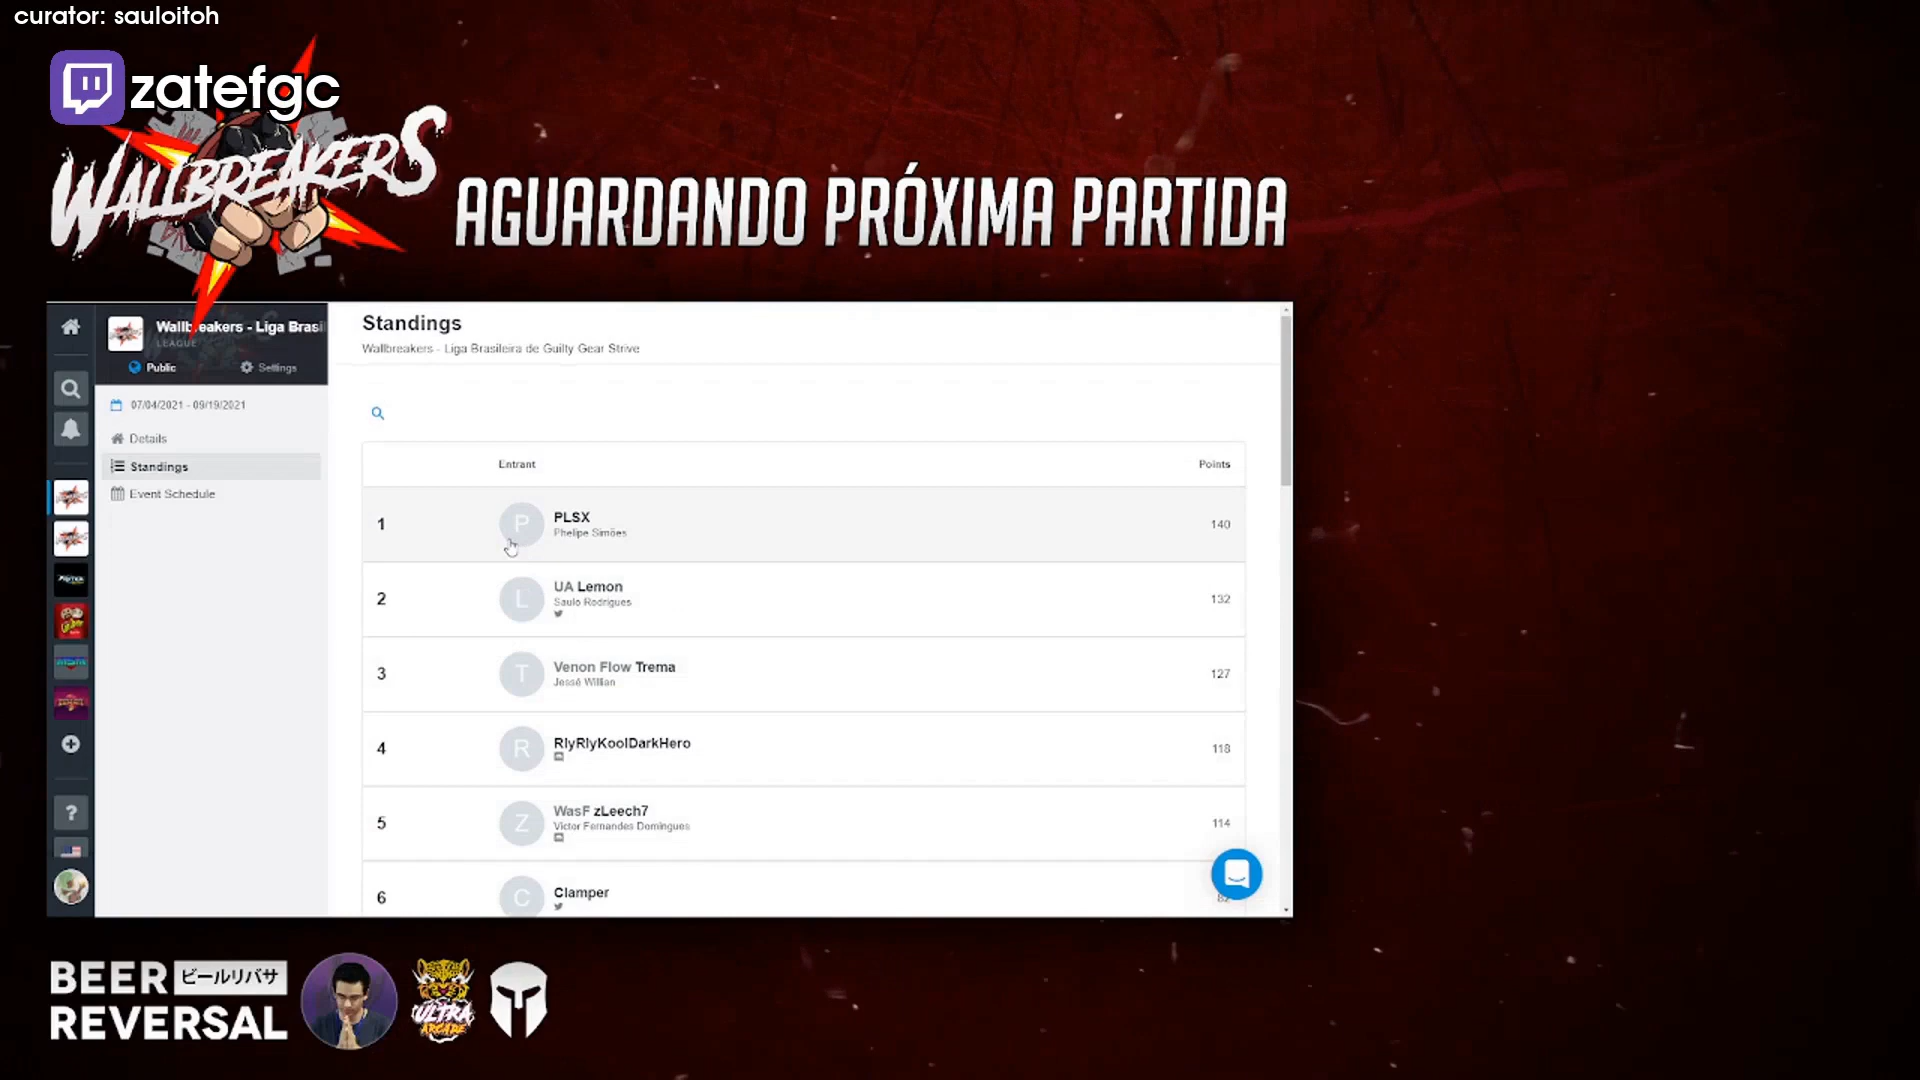 curator: sauloitoh
zatefgc
WALLBREAKERS
AGUARDANDO PRÓXIMA PARTIDA
Wallbreakers - Liga Brasi
LEAGUE
Public
Settings
07/04/2021 - 09/19/2021
Details
Standings
Event Schedule
Standings
Wallbreakers - Liga Brasileira de Guilty Gear Strive
Entrant
Points
1
P
PLSX
Phelipe Simões
140
2
L
UA Lemon
Saulo Rodrigues
132
3
T
Venon Flow Trema
Jessé Willian
127
4
R
RlyRlyKoolDarkHero
118
5
Z
WasF zLeech7
Victor Fernandes Domingues
114
6
C
Clamper
?
BEER ビールリバサ
REVERSAL
ULTRA
ARCADE